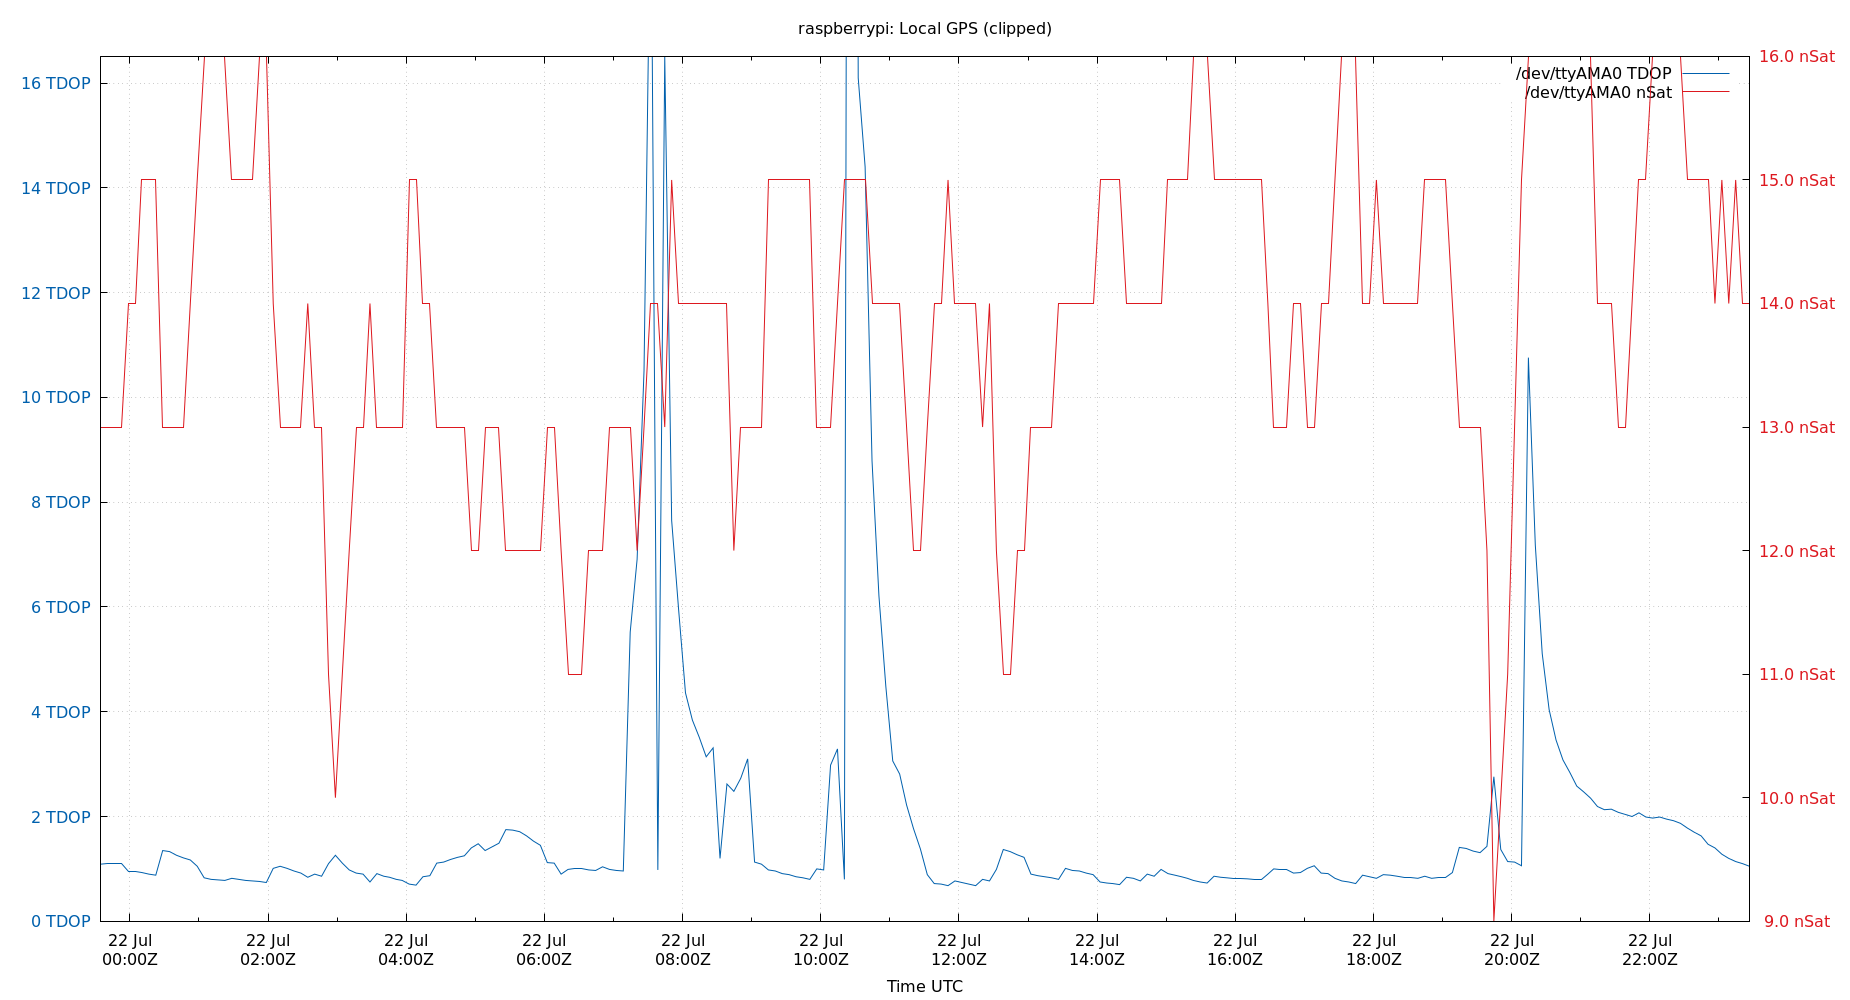 raspberrypi: Local GPS (clipped)
/dev/ttyAMA0 TDOP
/dev/ttyAMA0 nSat
16 TDOP
14 TDOP
12 TDOP
10 TDOP
8 TDOP
6 TDOP
4 TDOP
2 TDOP
0 TDOP
16.0 nSat
15.0 nSat
14.0 nSat
13.0 nSat
12.0 nSat
11.0 nSat
10.0 nSat
9.0 nSat
22 Jul
00:00Z
22 Jul
02:00Z
22 Jul
04:00Z
22 Jul
06:00Z
22 Jul
08:00Z
22 Jul
10:00Z
22 Jul
12:00Z
22 Jul
14:00Z
22 Jul
16:00Z
22 Jul
18:00Z
22 Jul
20:00Z
22 Jul
22:00Z
Time UTC